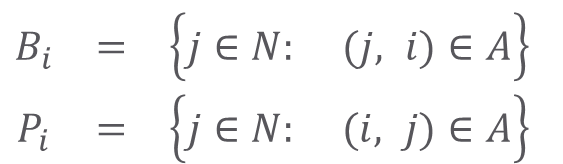 B_i = {j ∈ N: (j, i) ∈ A}
P_i = {j ∈ N: (i, j) ∈ A}